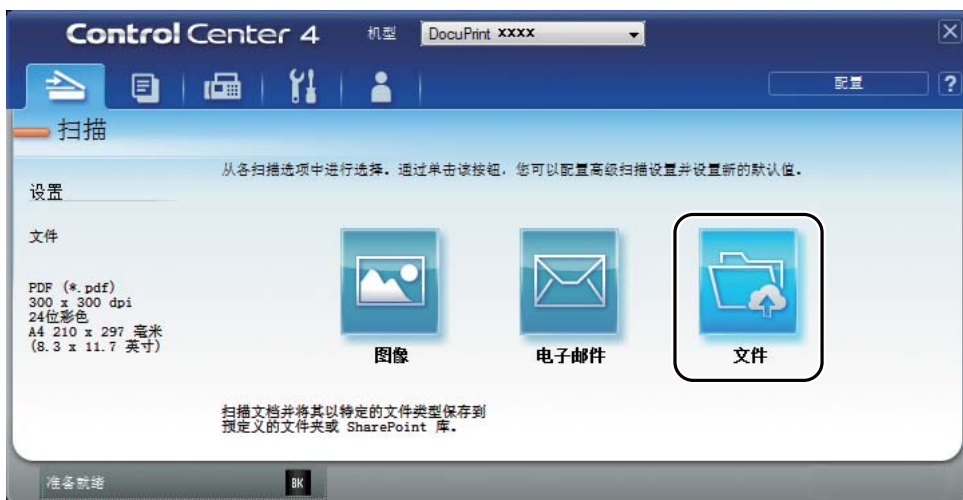 Control Center 4 机型 DocuPrint xxxx
配置 ?
扫描
从各扫描选项中进行选择。通过单击该按钮，您可以配置高级扫描设置并设置新的默认值。
设置
文件
PDF (*.pdf)
300 x 300 dpi
24位彩色
A4 210 x 297 毫米
(8.3 x 11.7 英寸)
图像 电子邮件 文件
扫描文档并将其以特定的文件类型保存到
预定义的文件夹或 SharePoint 库。
准备就绪 BK